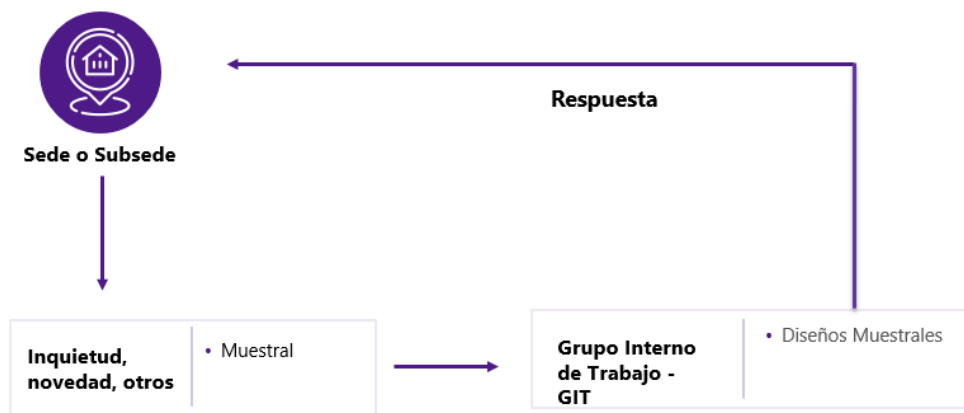 Sede o Subsede
Respuesta
Inquietud,
novedad, otros
• Muestral
Grupo Interno
de Trabajo -
GIT
• Diseños Muestrales